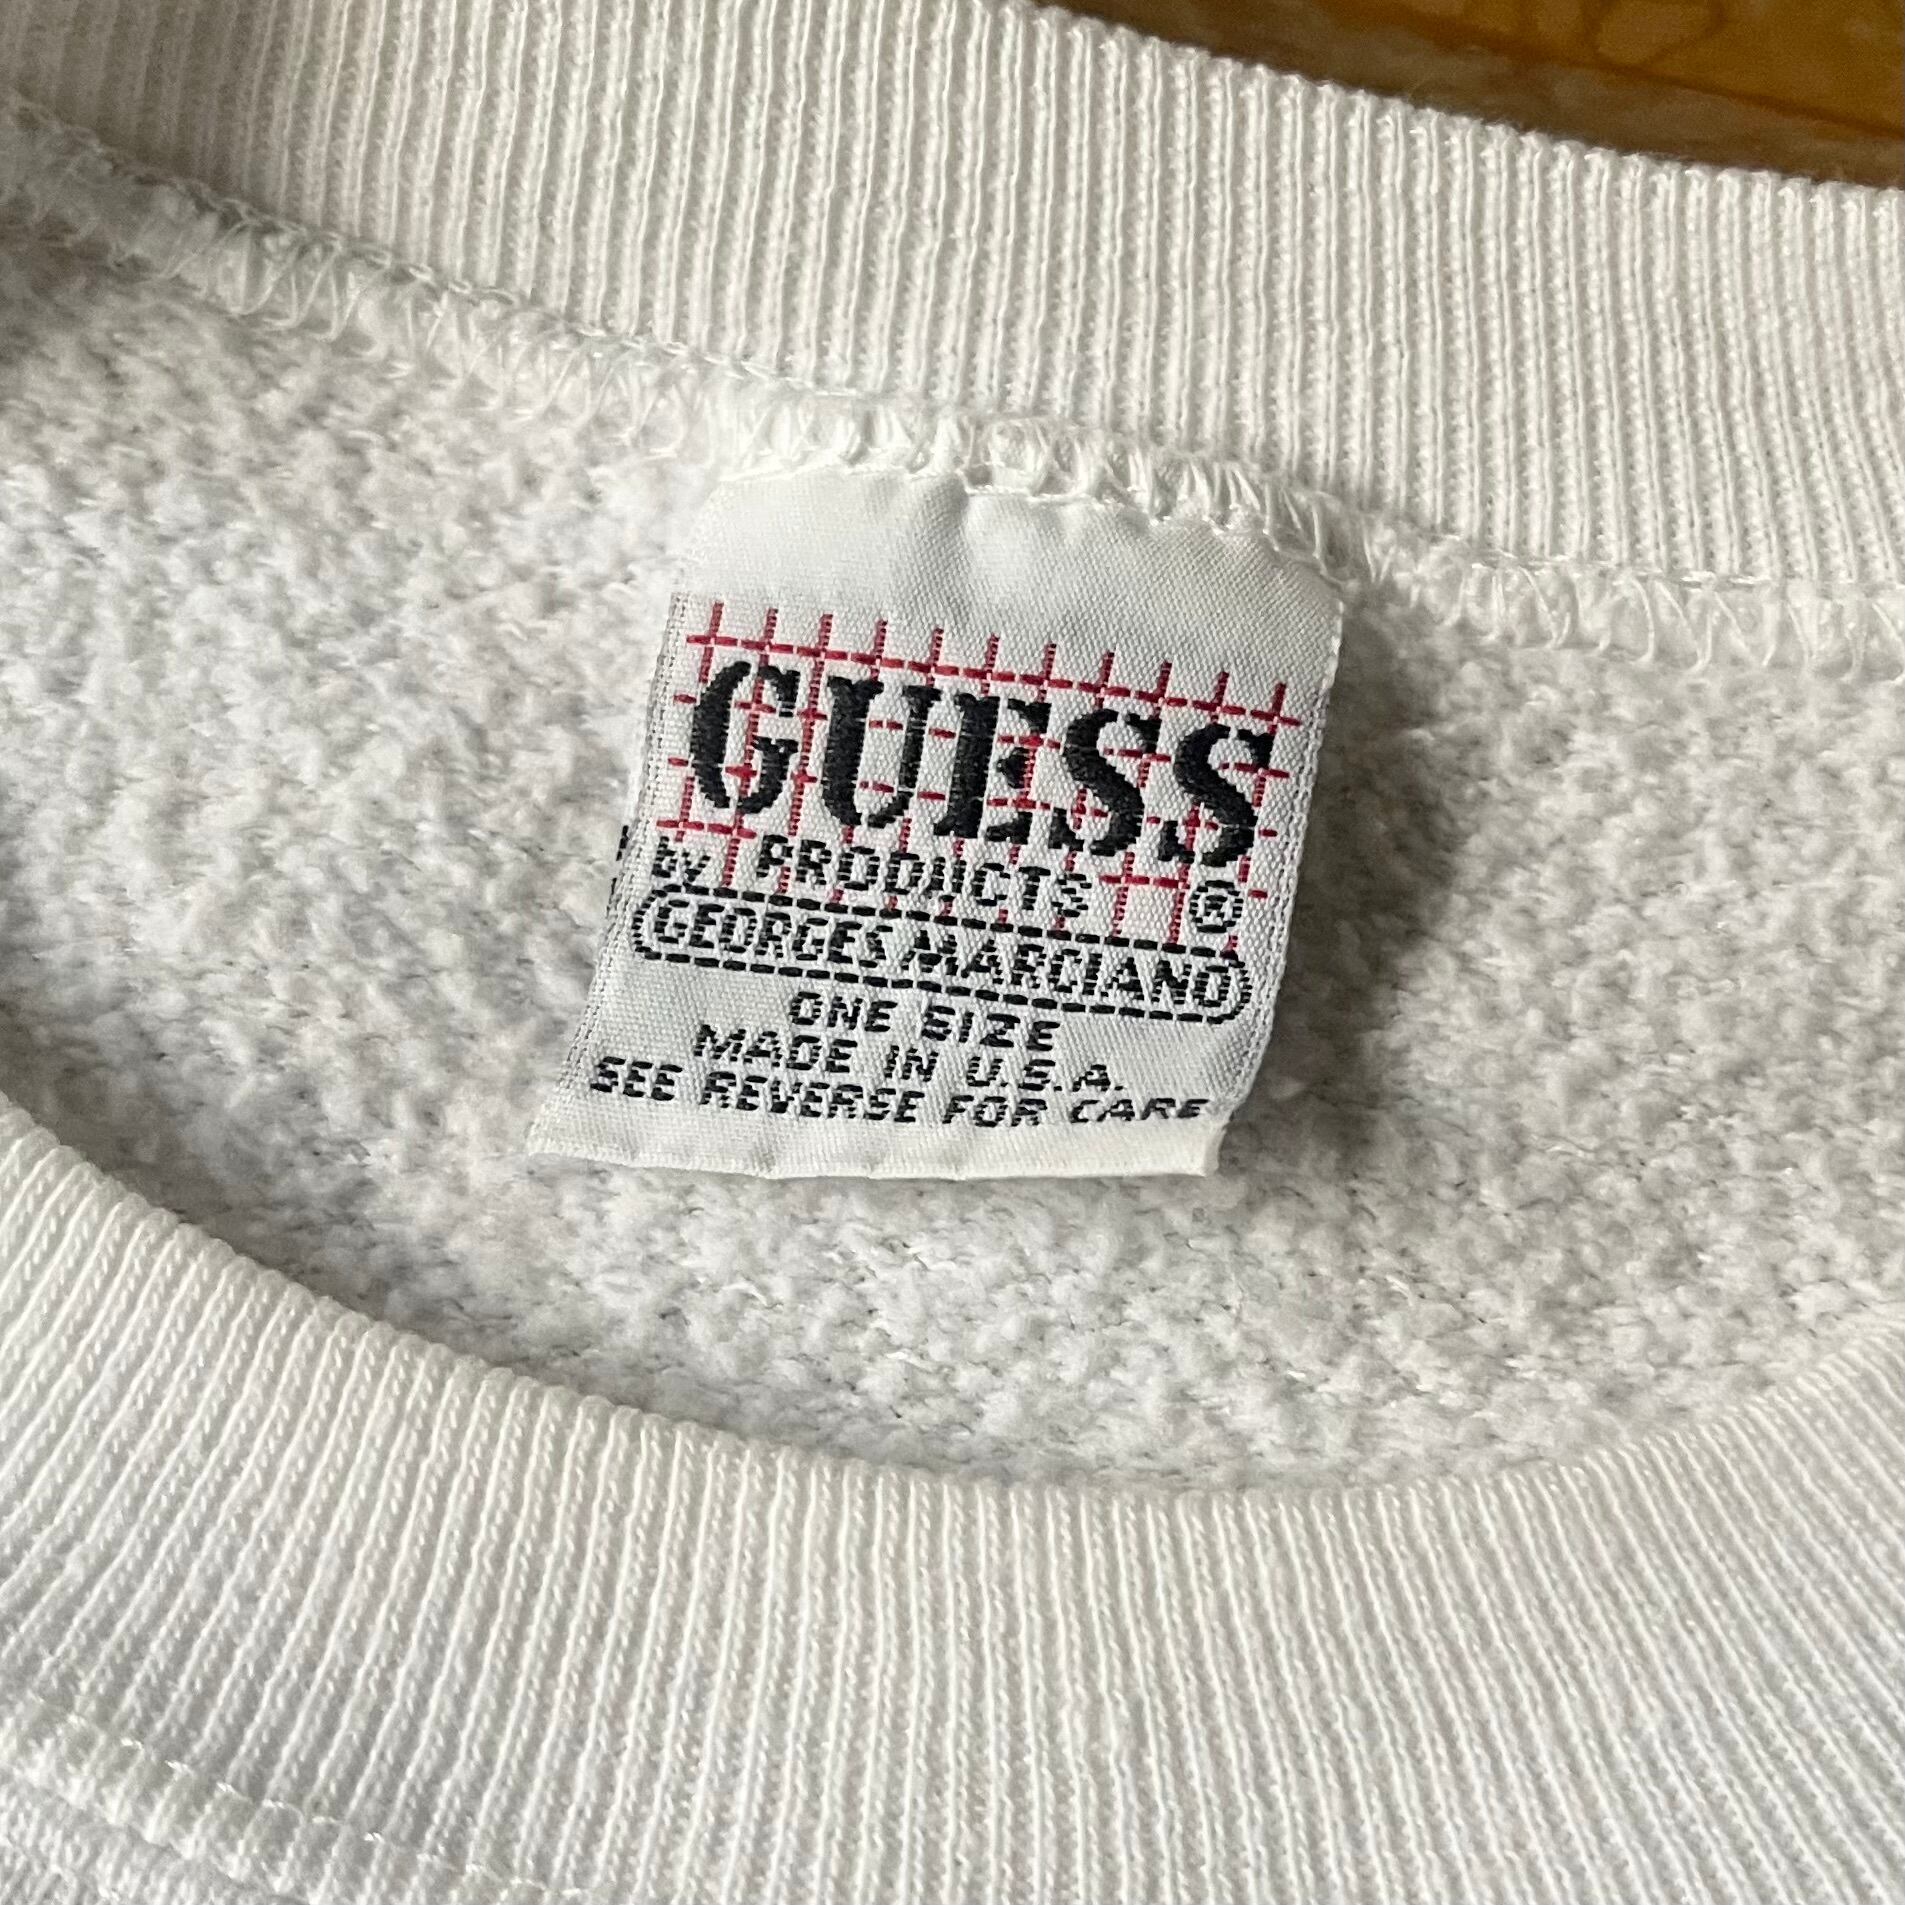 GUESS
by PRODUCTS ®
GEORGES MARCIANO
ONE SIZE
MADE IN U.S.A.
SEE REVERSE FOR CARE